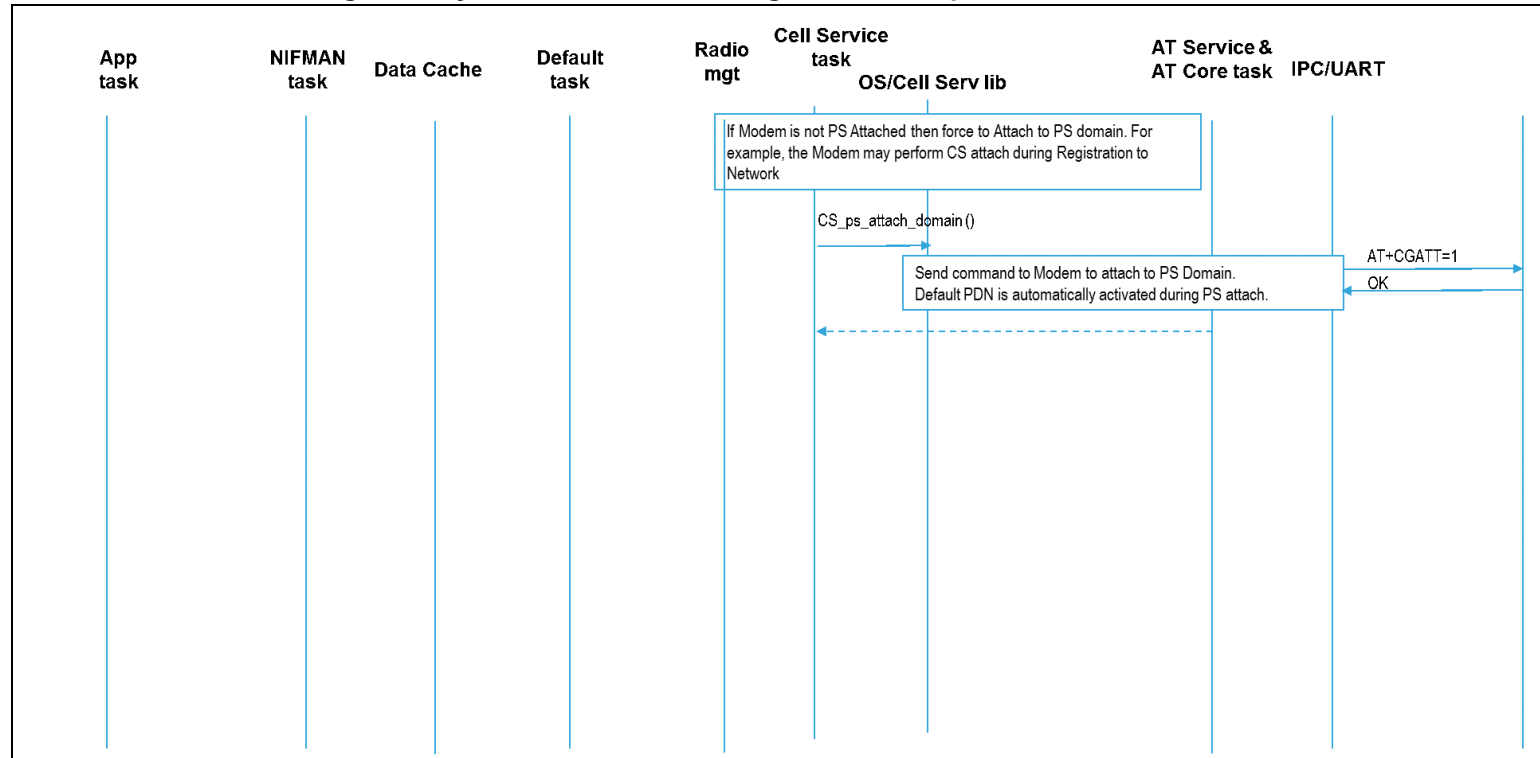 App
task
NIFMAN
task
Data Cache
Default
task
Radio
mgt
Cell Service
task
OS/Cell Serv lib
AT Service &
AT Core task
IPC/UART
If Modem is not PS Attached then force to Attach to PS domain. For
example, the Modem may perform CS attach during Registration to
Network
CS_ps_attach_domain()
Send command to Modem to attach to PS Domain.
Default PDN is automatically activated during PS attach.
AT+CGATT=1
OK